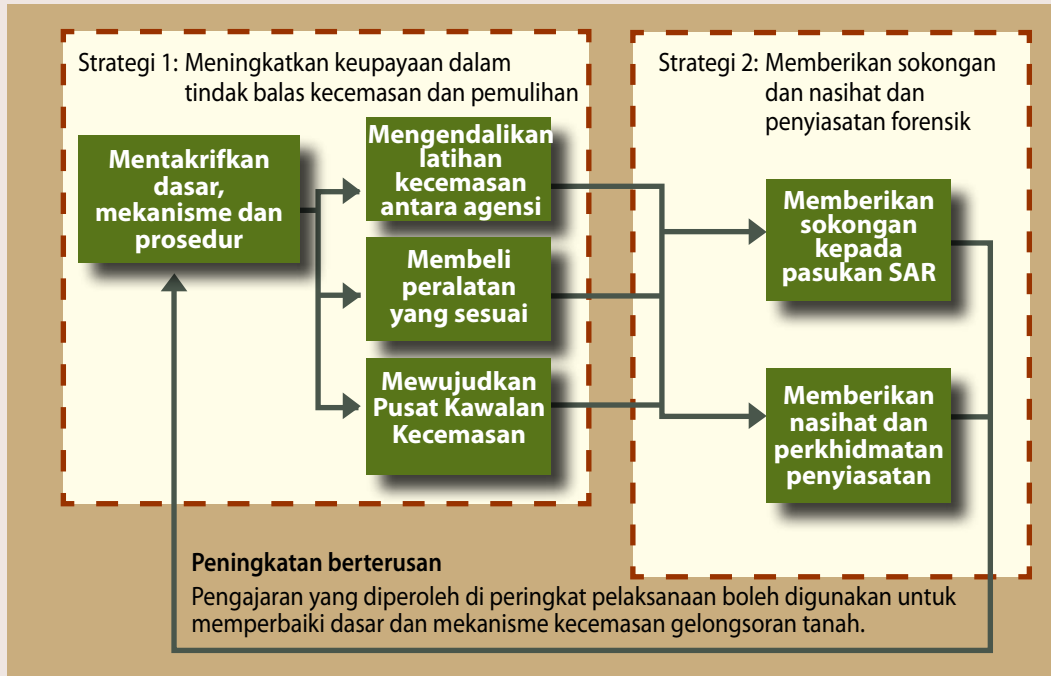 Strategi 1: Meningkatkan keupayaan dalam
tindak balas kecemasan dan pemulihan
Mentakrifkan
dasar,
mekanisme dan
prosedur
Mengendalikan
latihan
kecemasan
antara agensi
Membeli
peralatan
yang sesuai
Mewujudkan
Pusat Kawalan
Kecemasan
Strategi 2: Memberikan sokongan
dan nasihat dan
penyiasatan forensik
Memberikan
sokongan
kepada
pasukan SAR
Memberikan
nasihat dan
perkhidmatan
penyiasatan
Peningkatan berterusan
Pengajaran yang diperoleh di peringkat pelaksanaan boleh digunakan untuk
memperbaiki dasar dan mekanisme kecemasan gelongsoran tanah.